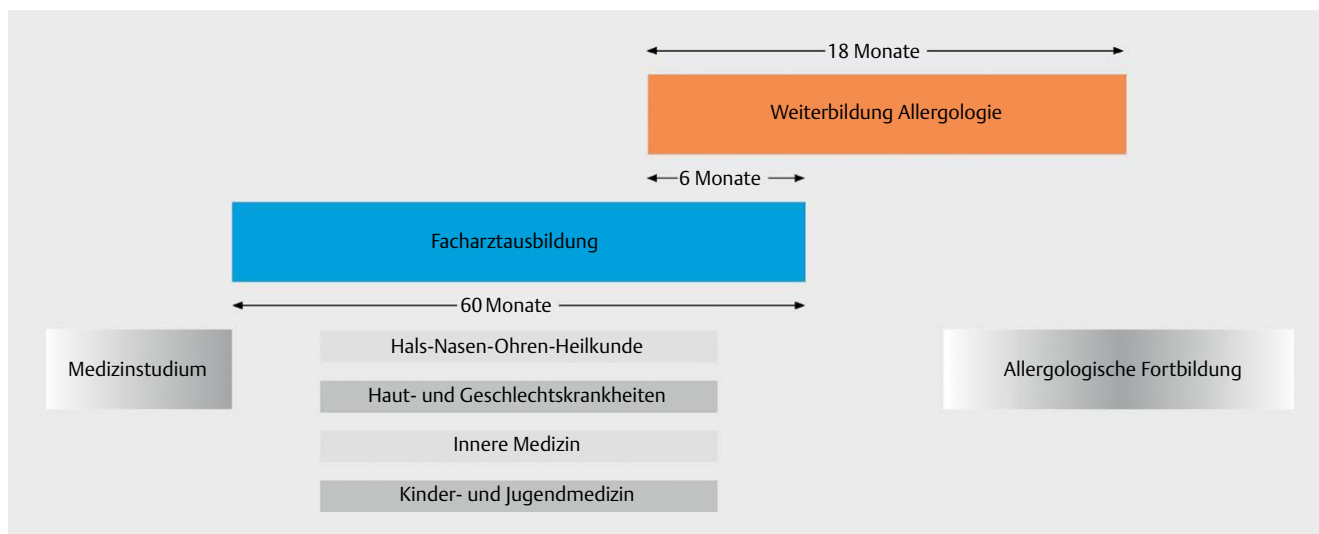 18 Monate
Weiterbildung Allergologie
6 Monate
Facharztausbildung
60 Monate
Medizinstudium
Hals-Nasen-Ohren-Heilkunde
Haut- und Geschlechtskrankheiten
Innere Medizin
Kinder- und Jugendmedizin
Allergologische Fortbildung